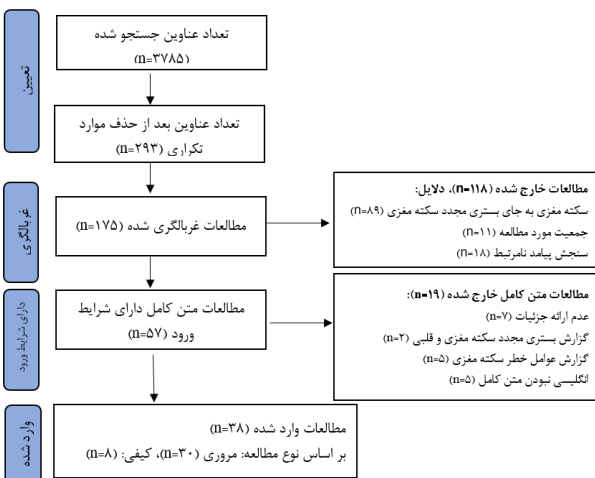 تعیین
تعداد عناوین جستجو شده
(n=۳۷۸۵)
تعداد عناوین بعد از حذف موارد
تکراری (n=۲۹۳)
غربالگری
مطالعات غربالگری شده (n=۱۷۵)
مطالعات خارج شده (n=۱۱۸)، دلایل:
سکته مغزی به جای بستری مجدد سکته مغزی (n=۸۹)
جمعیت مورد مطالعه (n=۱۱)
سنجش پیامد نامرتبط (n=۱۸)
دارای شرایط ورود
مطالعات متن کامل دارای شرایط
ورود (n=۵۷)
مطالعات متن کامل خارج شده (n=۱۹):
عدم ارائه جزئیات (n=۷)
گزارش بستری مجدد سکته مغزی و قلبی (n=۲)
گزارش عوامل خطر سکته مغزی (n=۵)
انگلیسی نبودن متن کامل (n=۵)
وارد شده
مطالعات وارد شده (n=۳۸)
بر اساس نوع مطالعه: مروری (n=۳۰)، کیفی: (n=۸)